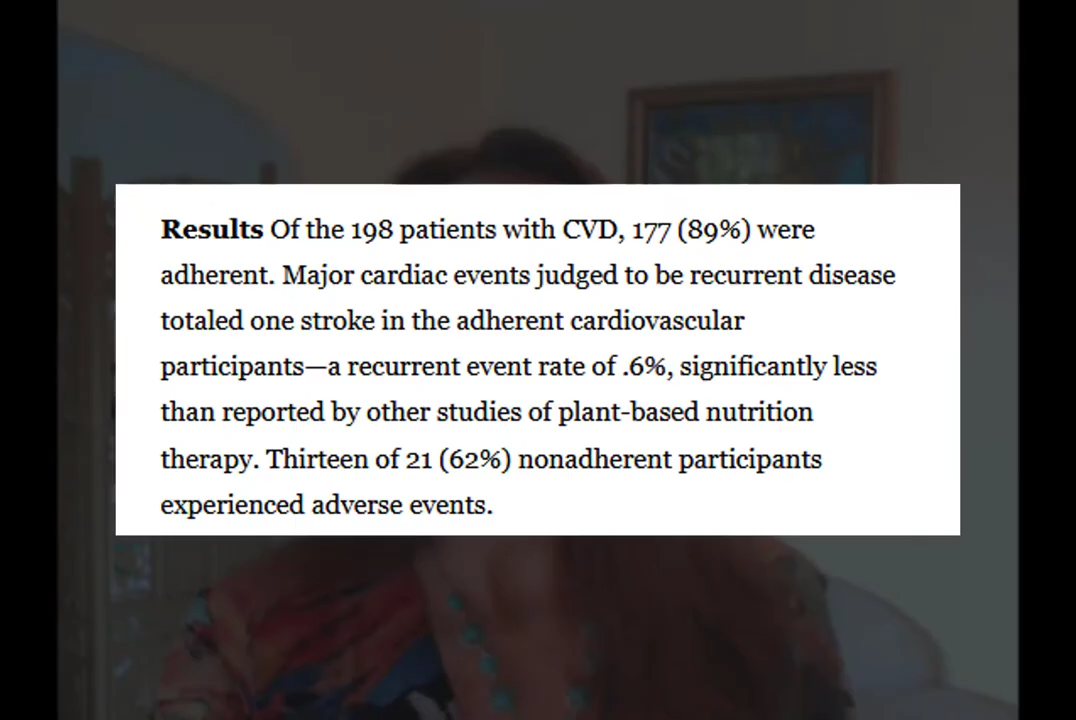 Results Of the 198 patients with CVD, 177 (89%) were
adherent. Major cardiac events judged to be recurrent disease
totaled one stroke in the adherent cardiovascular
participants—a recurrent event rate of .6%, significantly less
than reported by other studies of plant-based nutrition
therapy. Thirteen of 21 (62%) nonadherent participants
experienced adverse events.